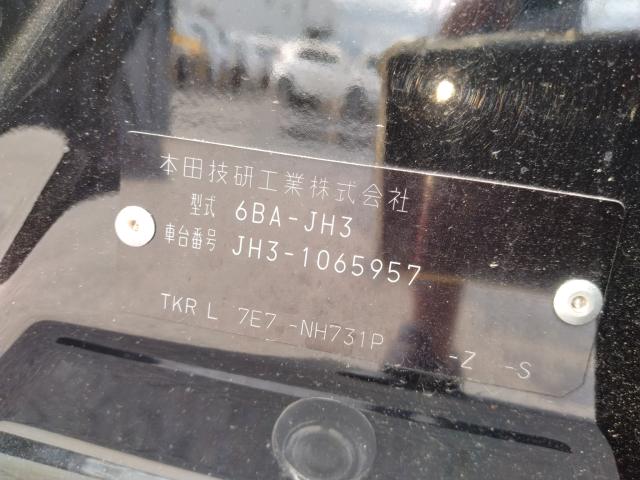 本田技研工業株式会社
型式 6BA-JH3
車台番号 JH3-1065957
TKR L 7E7 -NH731P -Z -S